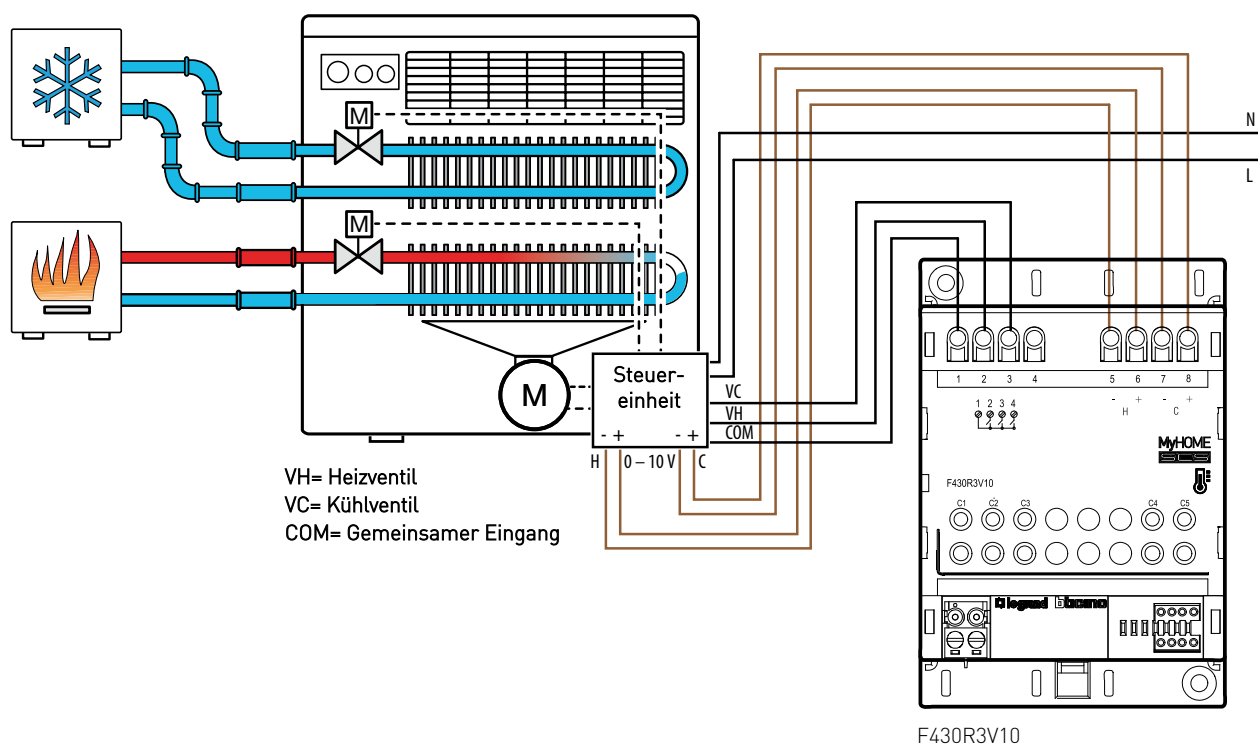 M
M
M
Steuer-
einheit
- + - +
H 0 – 10 V C
VC
VH
COM
N
L
VH= Heizventil
VC= Kühlventil
COM= Gemeinsamer Eingang
1 2 3 4 5 6 7 8
- + - +
H C
1 2 3 4
MyHOME
SCS
F430R3V10
C1 C2 C3 C4 C5
legrand bticino
F430R3V10